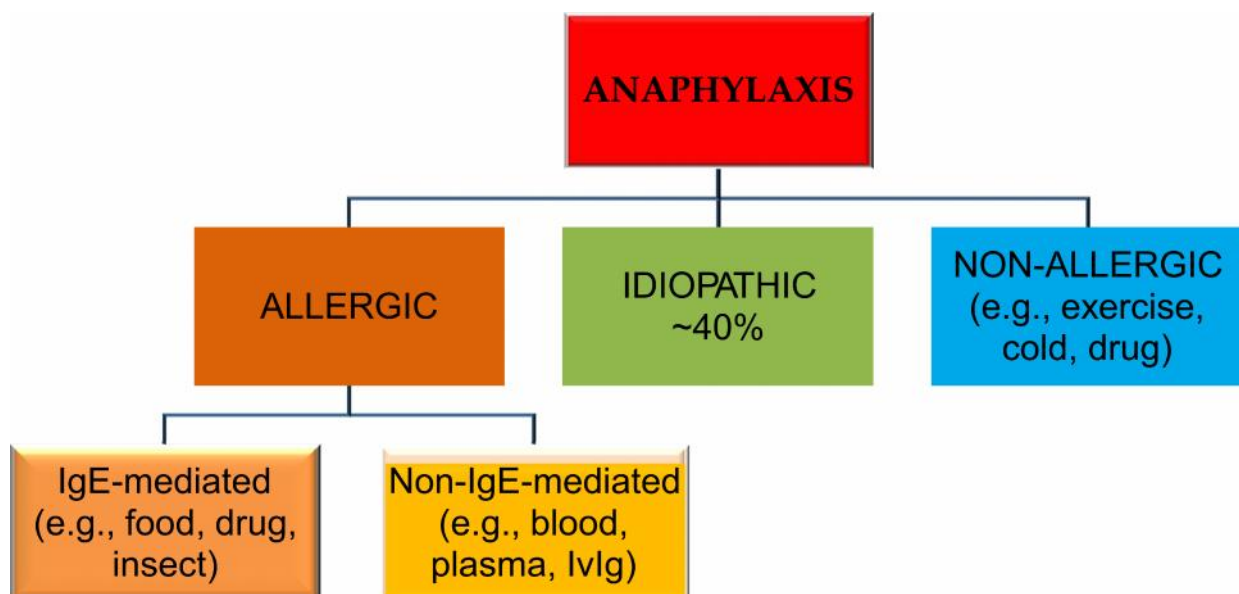 ANAPHYLAXIS
ALLERGIC
IDIOPATHIC
~40%
NON-ALLERGIC
(e.g., exercise,
cold, drug)
IgE-mediated
(e.g., food, drug,
insect)
Non-IgE-mediated
(e.g., blood,
plasma, IvIg)